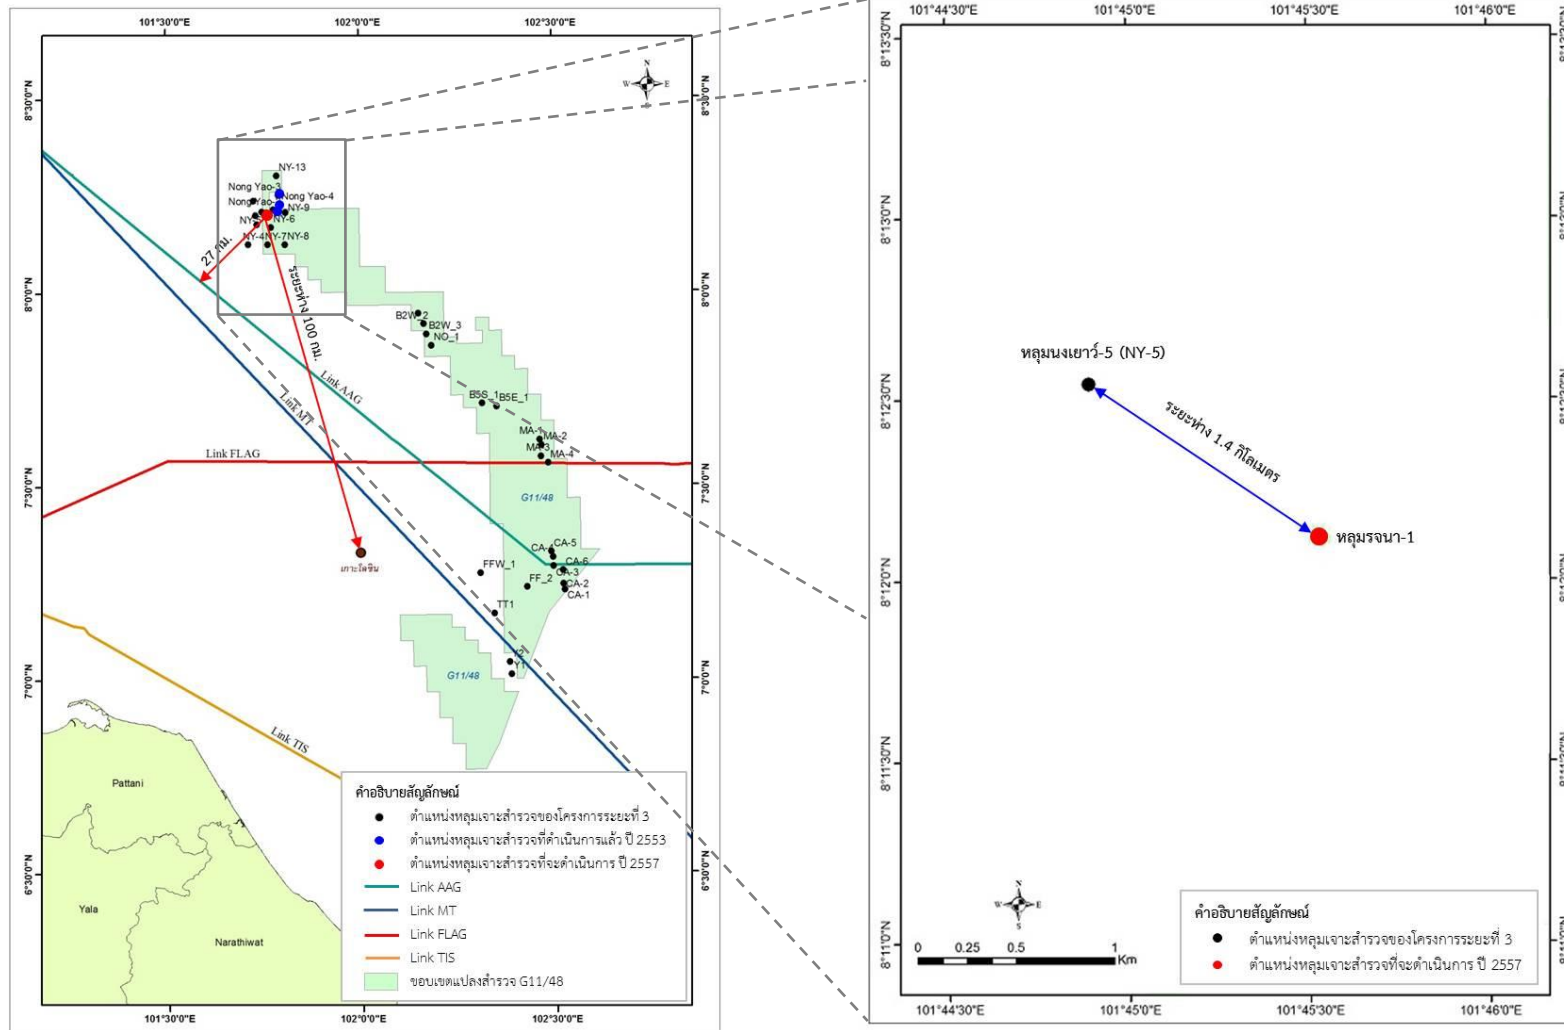 101°30'0"E
102°0'0"E
102°30'0"E
8°30'0"N
8°30'0"N
N
W
E
S
NY-13
Nong Yao-3
Nong Yao-4
NY-9
NY-5
NY-6
NY-4
NY-7
NY-8
27 กม.
ระยะห่าง 100 กม.
8°0'0"N
8°0'0"N
B2W_2
B2W_3
NO_1
Link AAG
Link MT
B5S_1
B5E_1
MA-1
MA-2
MA-3
MA-4
Link FLAG
7°30'0"N
7°30'0"N
G11/48
CA-5
CA-4
CA-6
CA-3
CA-2
CA-1
FFW_1
FF_2
TT1
เกาะโลซิน
Y1
G11/48
7°0'0"N
7°0'0"N
Link TIS
Pattani
Yala
Narathiwat
6°30'0"N
6°30'0"N
คำอธิบายสัญลักษณ์
ตำแหน่งหลุมเจาะสำรวจของโครงการระยะที่ 3
ตำแหน่งหลุมเจาะสำรวจที่ดำเนินการแล้ว ปี 2553
ตำแหน่งหลุมเจาะสำรวจที่จะดำเนินการ ปี 2557
Link AAG
Link MT
Link FLAG
Link TIS
ขอบเขตแปลงสำรวจ G11/48
101°30'0"E
102°0'0"E
102°30'0"E
101°44'30"E
101°45'0"E
101°45'30"E
101°46'0"E
8°13'30"N
8°13'0"N
8°12'30"N
8°12'0"N
8°11'30"N
8°11'0"N
หลุมนงเยาว์-5 (NY-5)
ระยะห่าง 1.4 กิโลเมตร
หลุมรจนา-1
N
W
E
S
0
0.25
0.5
1
Km
คำอธิบายสัญลักษณ์
ตำแหน่งหลุมเจาะสำรวจของโครงการระยะที่ 3
ตำแหน่งหลุมเจาะสำรวจที่จะดำเนินการ ปี 2557
101°44'30"E
101°45'0"E
101°45'30"E
101°46'0"E